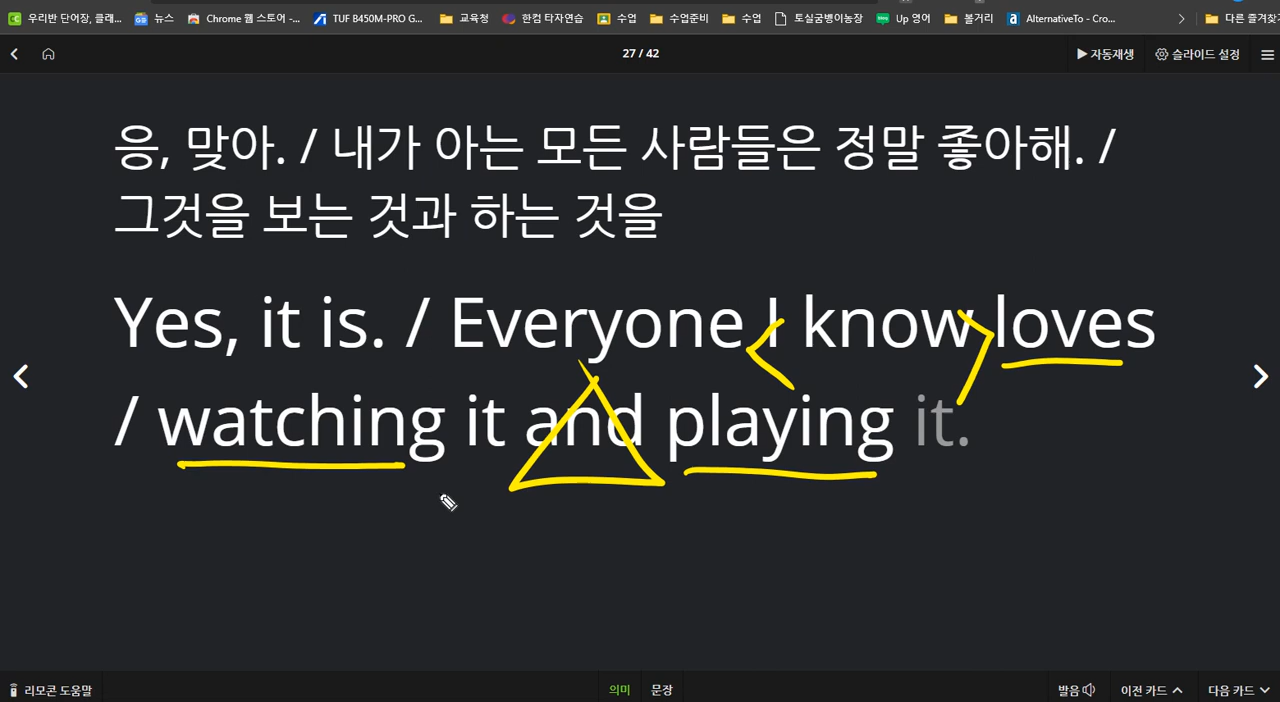 우리반 단어장, 클래... 뉴스 Chrome 웹 스토어 -... TUF B450M-PRO G... 교육청 한컴 타자연습 수업 수업준비 수업 토실굼벵이농장 Up 영어 볼거리 AlternativeTo - Cro... 다른 즐겨찾기
27 / 42 자동재생 슬라이드 설정
응, 맞아. / 내가 아는 모든 사람들은 정말 좋아해. /
그것을 보는 것과 하는 것을
Yes, it is. / Everyone I know loves
/ watching it and playing it.
리모콘 도움말 의미 문장 발음 이전 카드 다음 카드